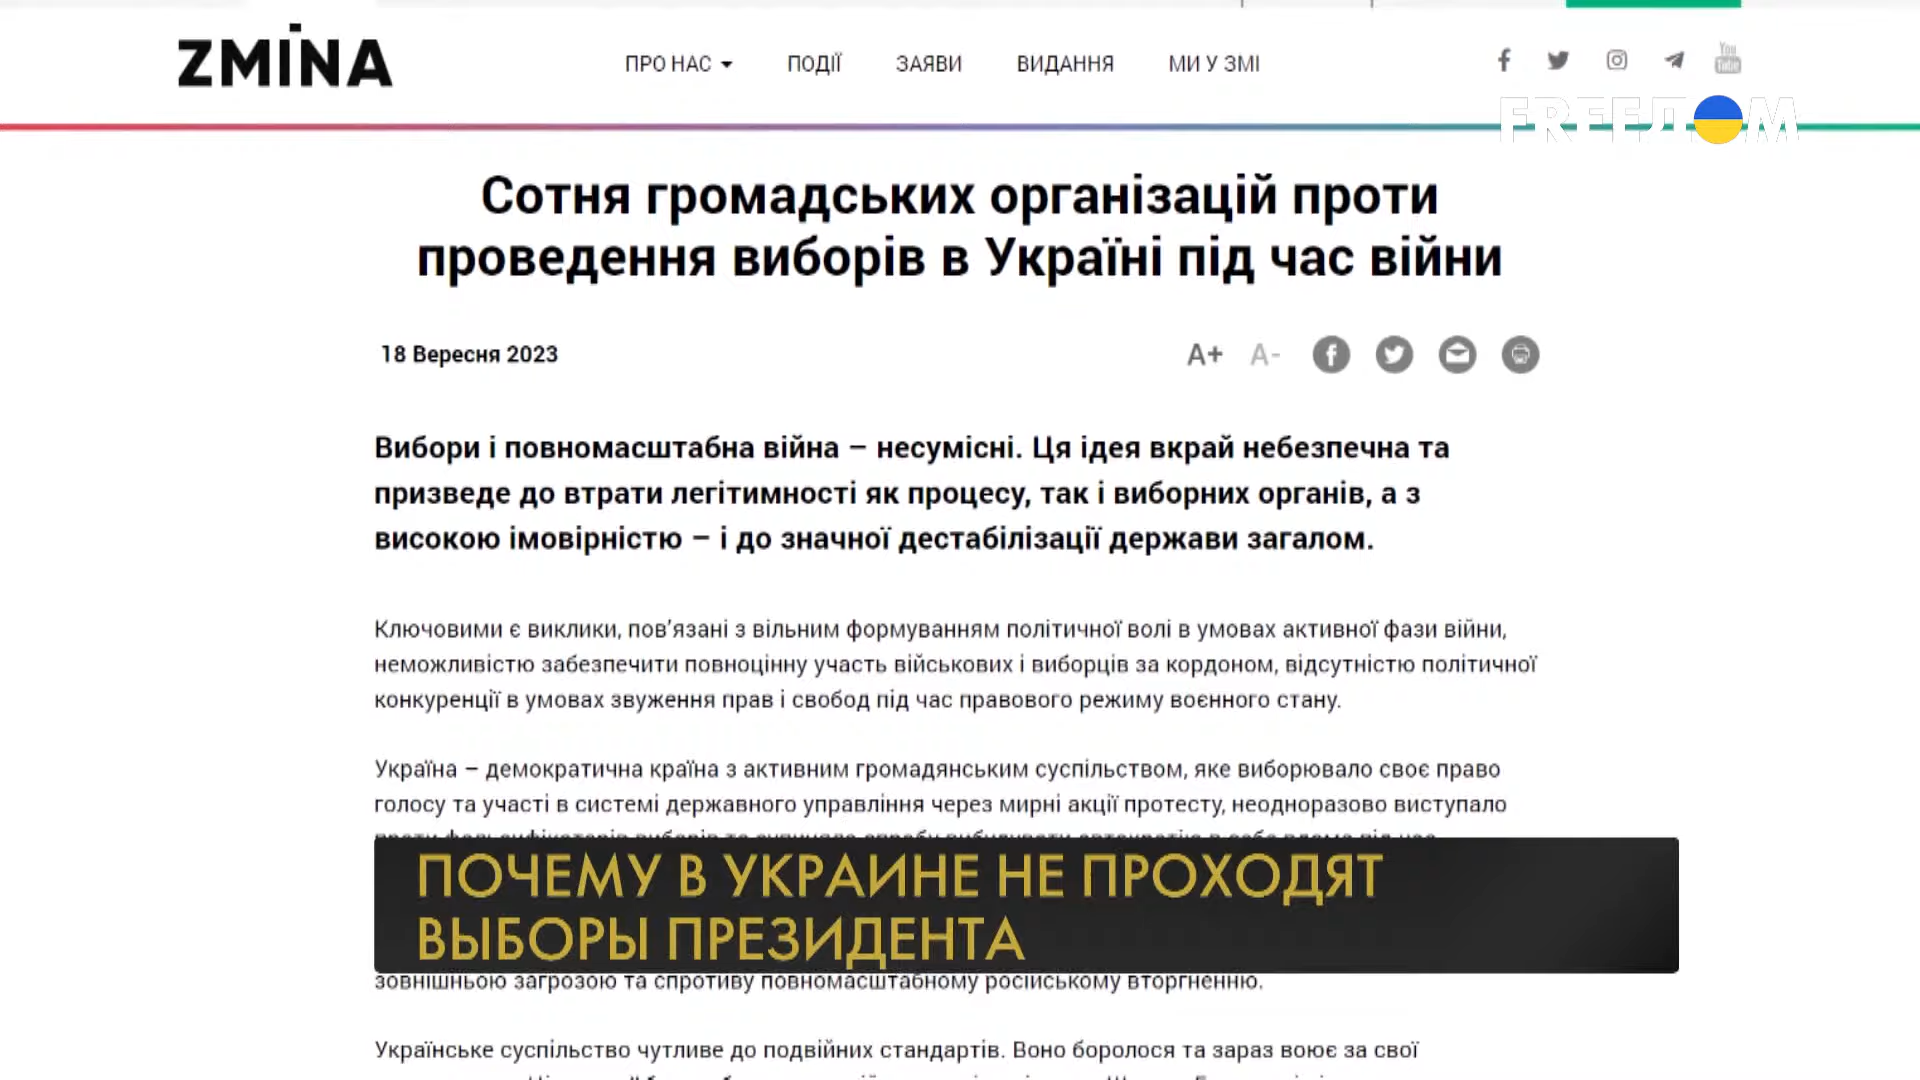 ZMINA
ПРО НАС
ПОДІЇ
ЗАЯВИ
ВИДАННЯ
МИ У ЗМІ
You
Tube
FREEДОМ
Сотня громадських організацій проти
проведення виборів в Україні під час війни
18 Вересня 2023
A+
A-
Вибори і повномасштабна війна – несумісні. Ця ідея вкрай небезпечна та
призведе до втрати легітимності як процесу, так і виборних органів, а з
високою імовірністю – і до значної дестабілізації держави загалом.
Ключовими є виклики, пов’язані з вільним формуванням політичної волі в умовах активної фази війни,
неможливістю забезпечити повноцінну участь військових і виборців за кордоном, відсутністю політичної
конкуренції в умовах звуження прав і свобод під час правового режиму воєнного стану.
Україна – демократична країна з активним громадянським суспільством, яке виборювало своє право
голосу та участі в системі державного управління через мирні акції протесту, неодноразово виступало
ПОЧЕМУ В УКРАИНЕ НЕ ПРОХОДЯТ
ВЫБОРЫ ПРЕЗИДЕНТА
зовнішньою загрозою та спротиву повномасштабному російському вторгненню.
Українське суспільство чутливе до подвійних стандартів. Воно боролося та зараз воює за свої